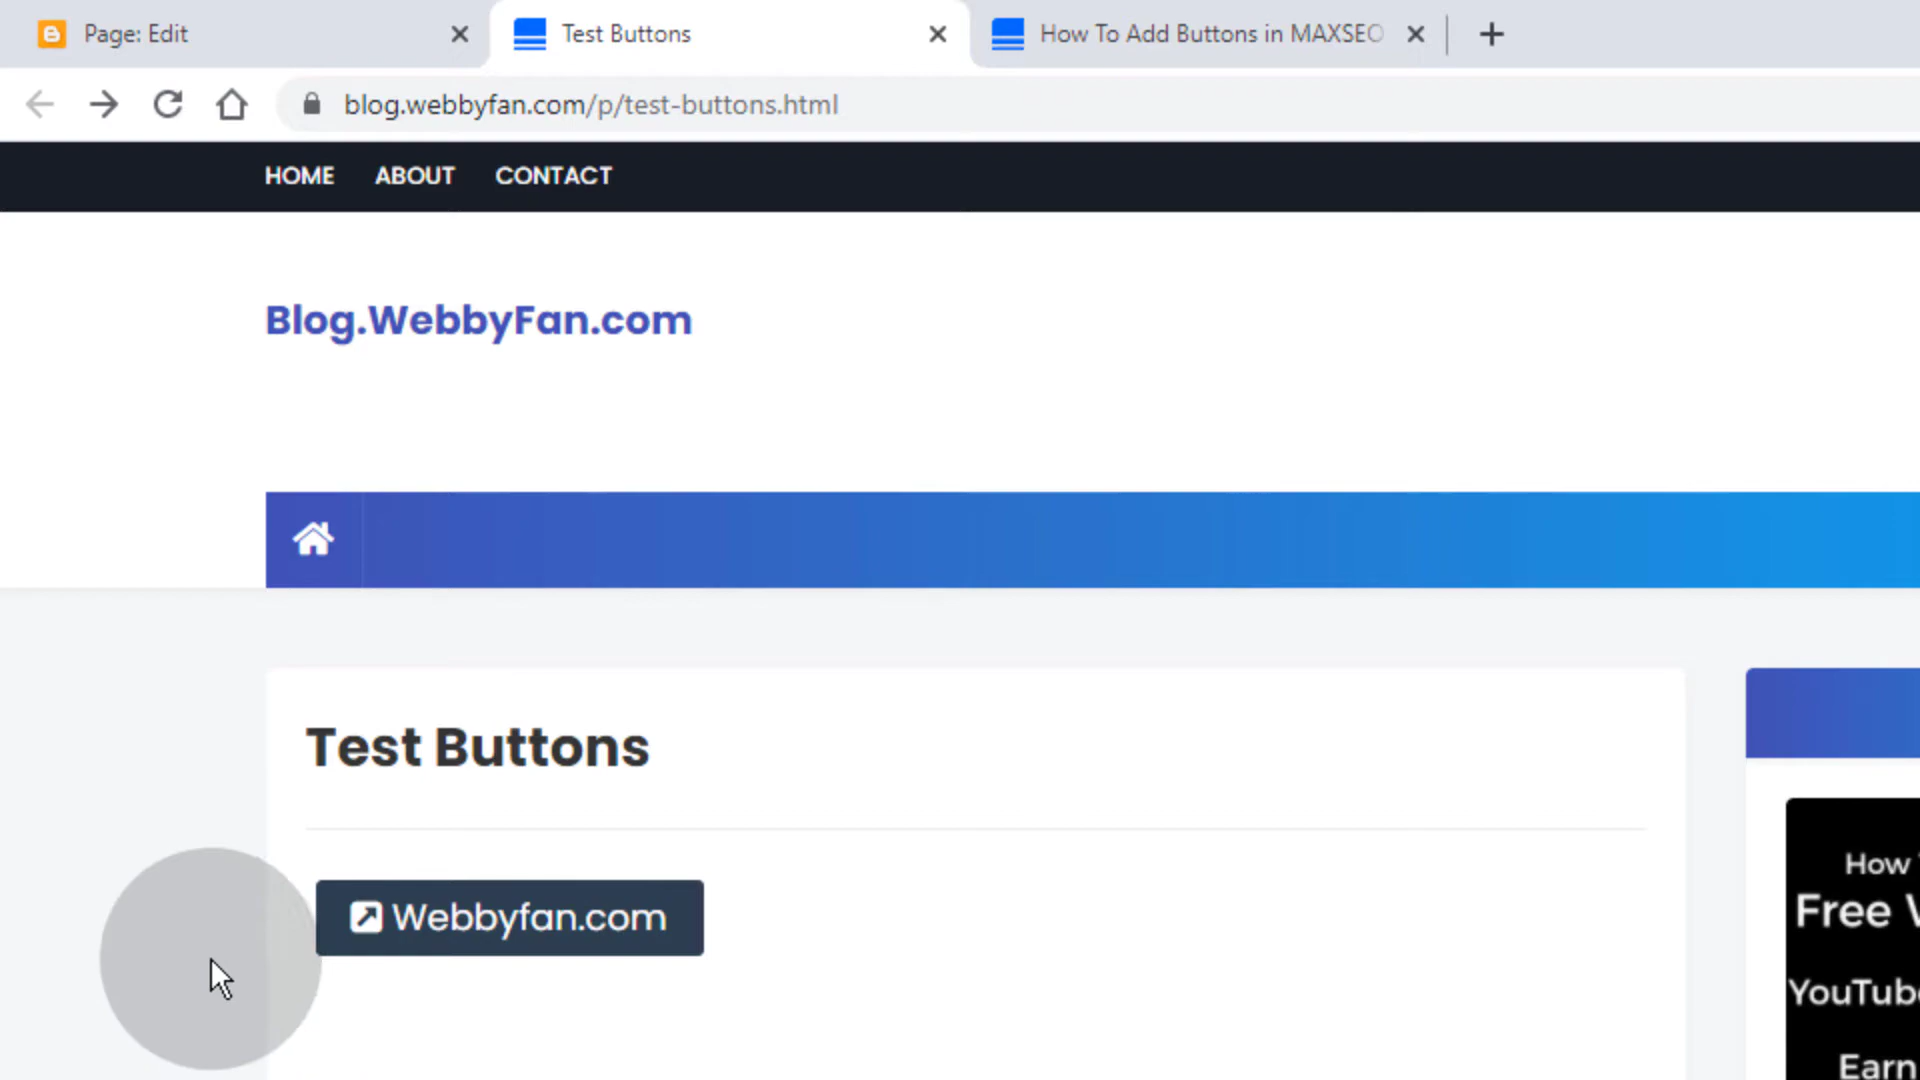 Page: Edit
Test Buttons
How To Add Buttons in MAXSEO
blog.webbyfan.com/p/test-buttons.html
HOME ABOUT CONTACT
Blog.WebbyFan.com
Test Buttons
Webbyfan.com
How
Free
YouTube
Earn